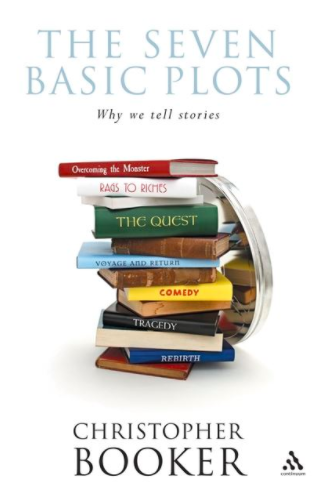 THE SEVEN
BASIC PLOTS
Why we tell stories
Overcoming the Monster
RAGS TO RICHES
THE QUEST
VOYAGE AND RETURN
COMEDY
TRAGEDY
REBIRTH
CHRISTOPHER
BOOKER
continuum